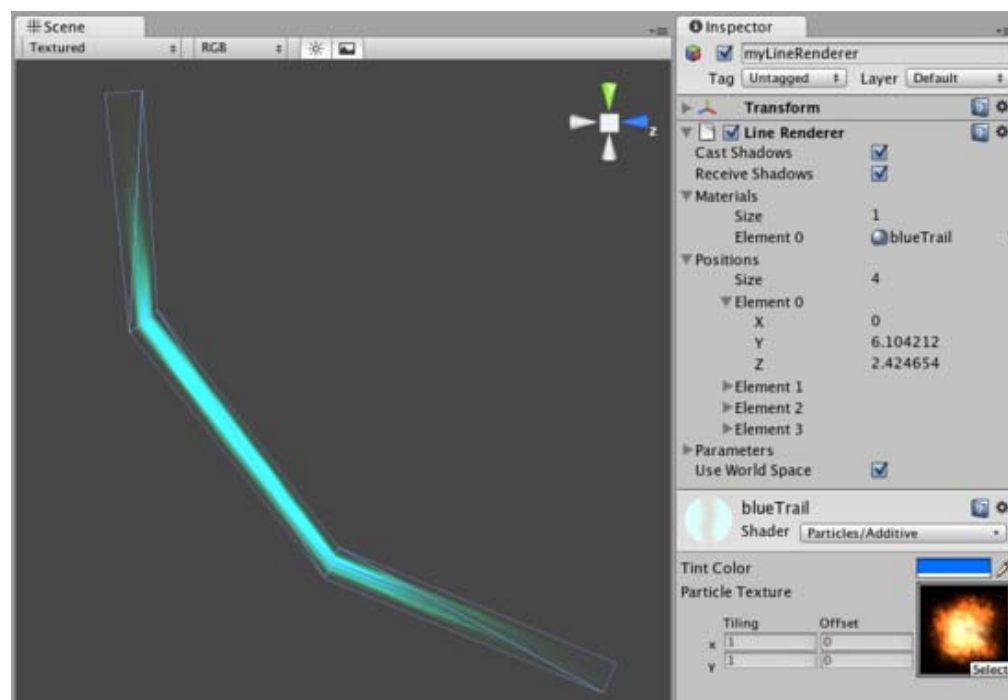 Scene
Textured RGB
z
Inspector
myLineRenderer
Tag Untagged Layer Default
Transform
Line Renderer
Cast Shadows
Receive Shadows
Materials
Size 1
Element 0 blueTrail
Positions
Size 4
Element 0
X 0
Y 6.104212
Z 2.424654
Element 1
Element 2
Element 3
Parameters
Use World Space
blueTrail
Shader Particles/Additive
Tint Color
Particle Texture
Tiling Offset
x 1 0
y 1 0
Select